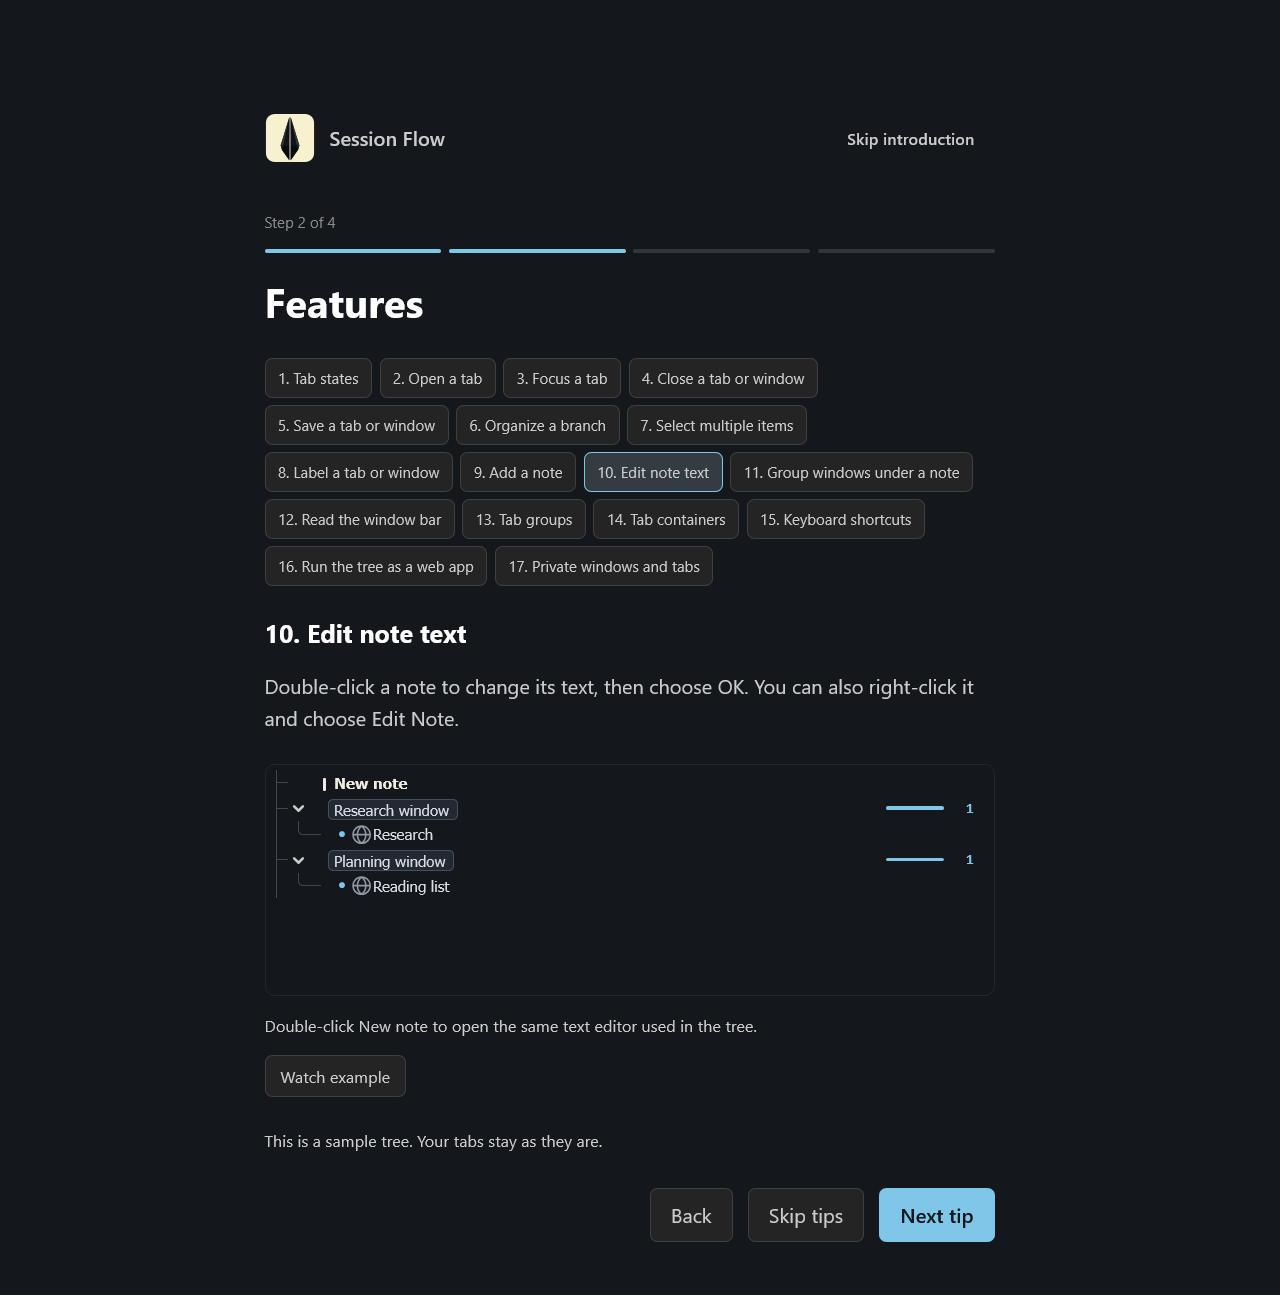 Session Flow
Skip introduction
Step 2 of 4
Features
1. Tab states
2. Open a tab
3. Focus a tab
4. Close a tab or window
5. Save a tab or window
6. Organize a branch
7. Select multiple items
8. Label a tab or window
9. Add a note
10. Edit note text
11. Group windows under a note
12. Read the window bar
13. Tab groups
14. Tab containers
15. Keyboard shortcuts
16. Run the tree as a web app
17. Private windows and tabs
10. Edit note text
Double-click a note to change its text, then choose OK. You can also right-click it
and choose Edit Note.
New note
Research window
1
Research
Planning window
1
Reading list
Double-click New note to open the same text editor used in the tree.
Watch example
This is a sample tree. Your tabs stay as they are.
Back
Skip tips
Next tip